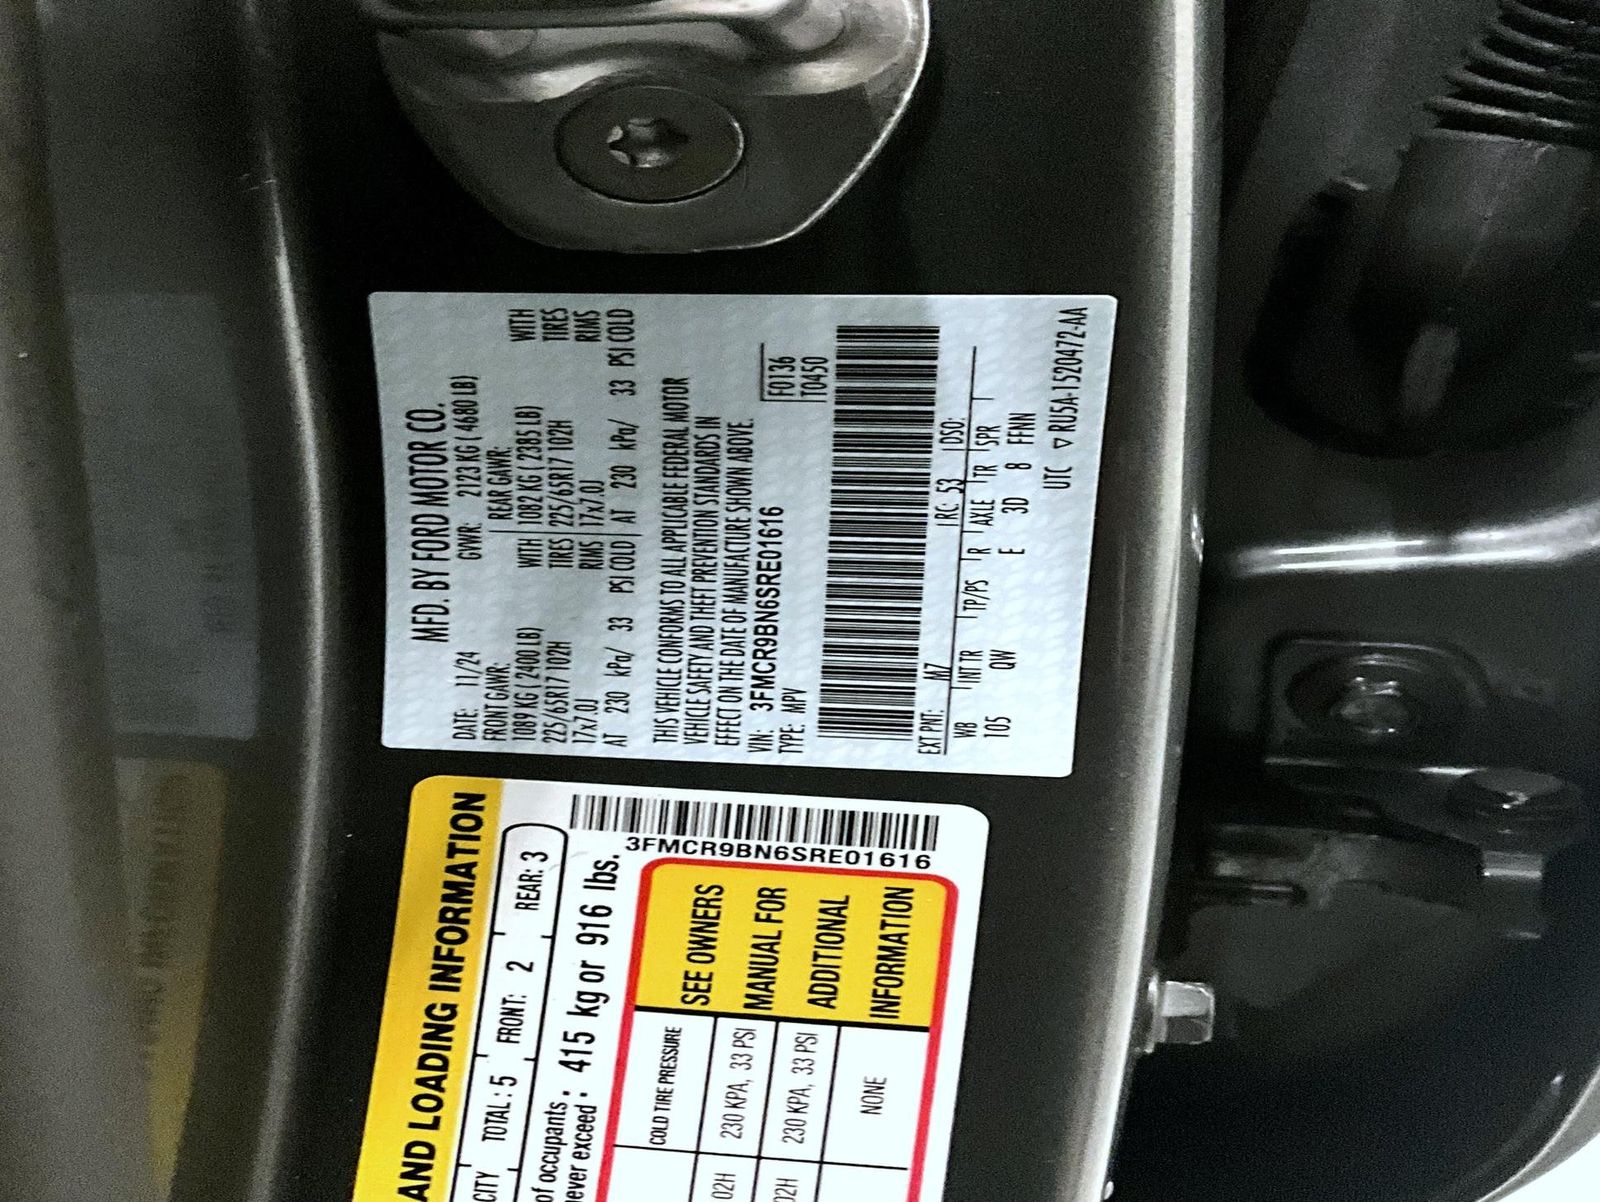 MFD. BY FORD MOTOR CO.
DATE: 11/24 GVWR: 2123 KG ( 4680 LB)
FRONT GAWR: REAR GAWR: WITH
1089 KG ( 2400 LB) WITH 1082 KG ( 2385 LB) TIRES
225/65R17 102H TIRES 225/65R17 102H RIMS
17x7.0J RIMS 17x7.0J
AT 230 kPa/ 33 PSI COLD AT 230 kPa/ 33 PSI COLD
THIS VEHICLE CONFORMS TO ALL APPLICABLE FEDERAL MOTOR
VEHICLE SAFETY AND THEFT PREVENTION STANDARDS IN
EFFECT ON THE DATE OF MANUFACTURE SHOWN ABOVE.
VIN: 3FMCR9BN6SRE01616 F0136
TYPE: MPV T0450
EXT PNT: M7 RC: 53 DSO:
WB INT TR TP/PS R AXLE TR SPR
105 QW E 3D 8 FFNN
UTC ▽ RU5A-1520472-AA
AND LOADING INFORMATION
CITY TOTAL: 5 FRONT: 2 REAR: 3
of occupants
never exceed : 415 kg or 916 lbs.
3FMCR9BN6SRE01616
COLD TIRE PRESSURE
02H 230 KPA, 33 PSI
02H 230 KPA, 33 PSI
NONE
SEE OWNERS
MANUAL FOR
ADDITIONAL
INFORMATION